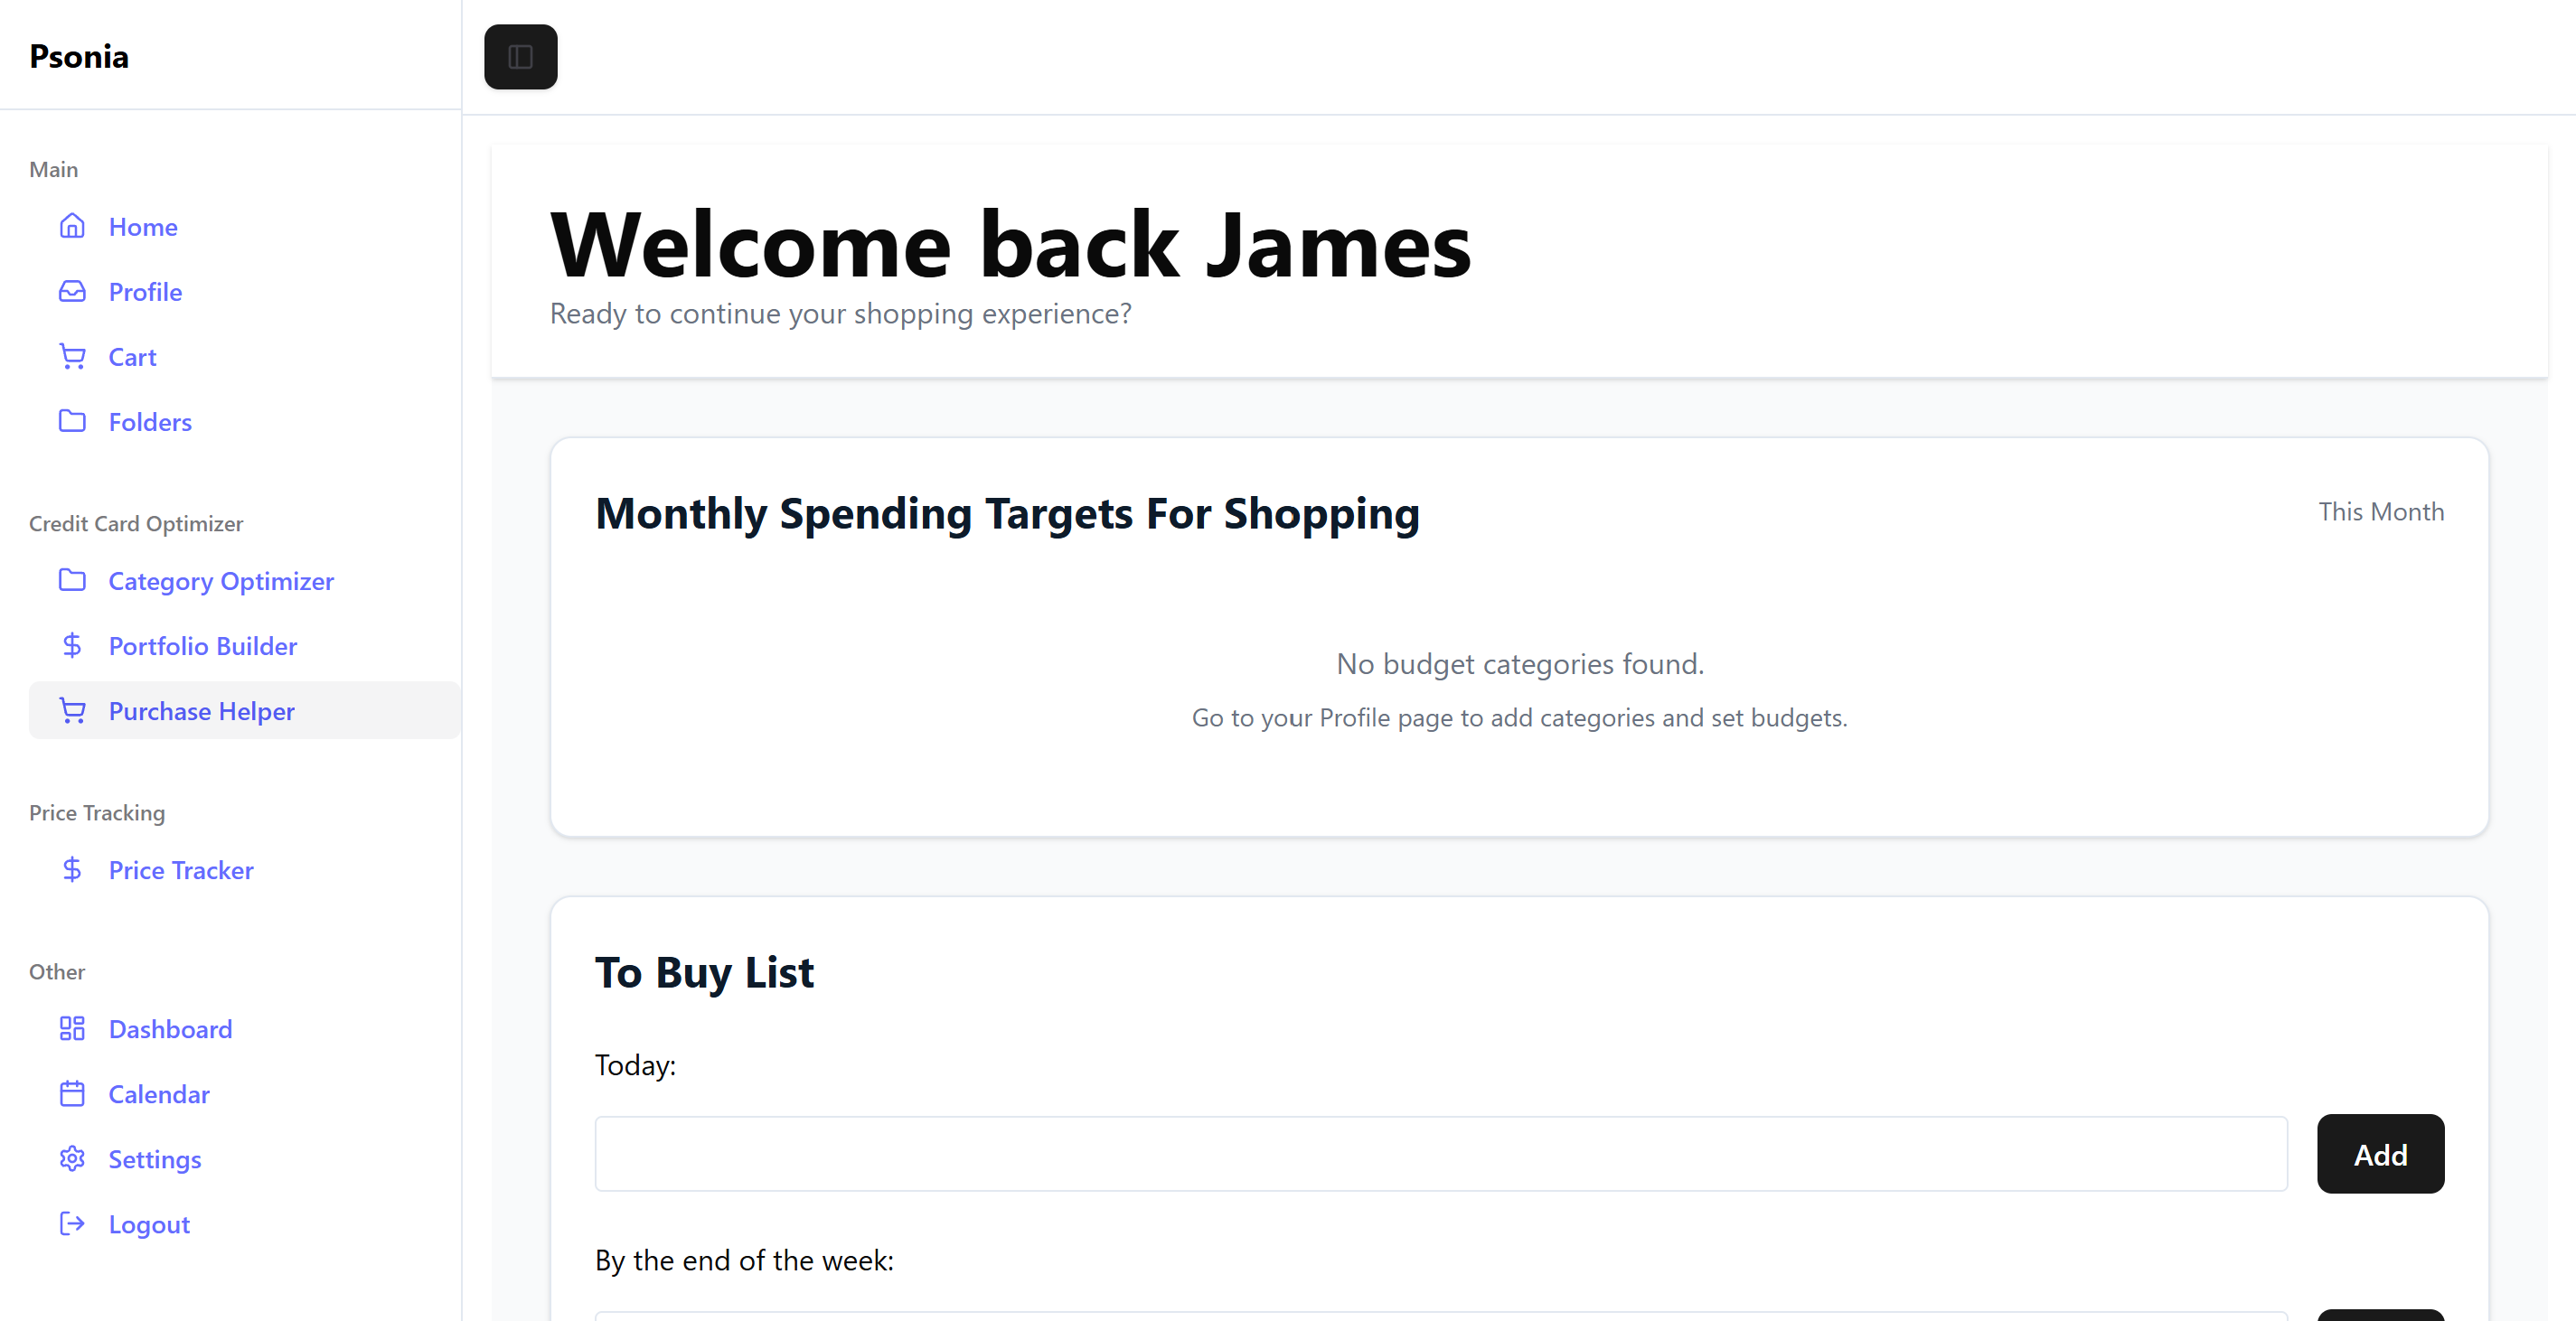 Psonia
Main
Home
Profile
Cart
Folders
Credit Card Optimizer
Category Optimizer
Portfolio Builder
Purchase Helper
Price Tracking
Price Tracker
Other
Dashboard
Calendar
Settings
Logout
Welcome back James
Ready to continue your shopping experience?
Monthly Spending Targets For Shopping
This Month
No budget categories found.
Go to your Profile page to add categories and set budgets.
To Buy List
Today:
Add
By the end of the week: